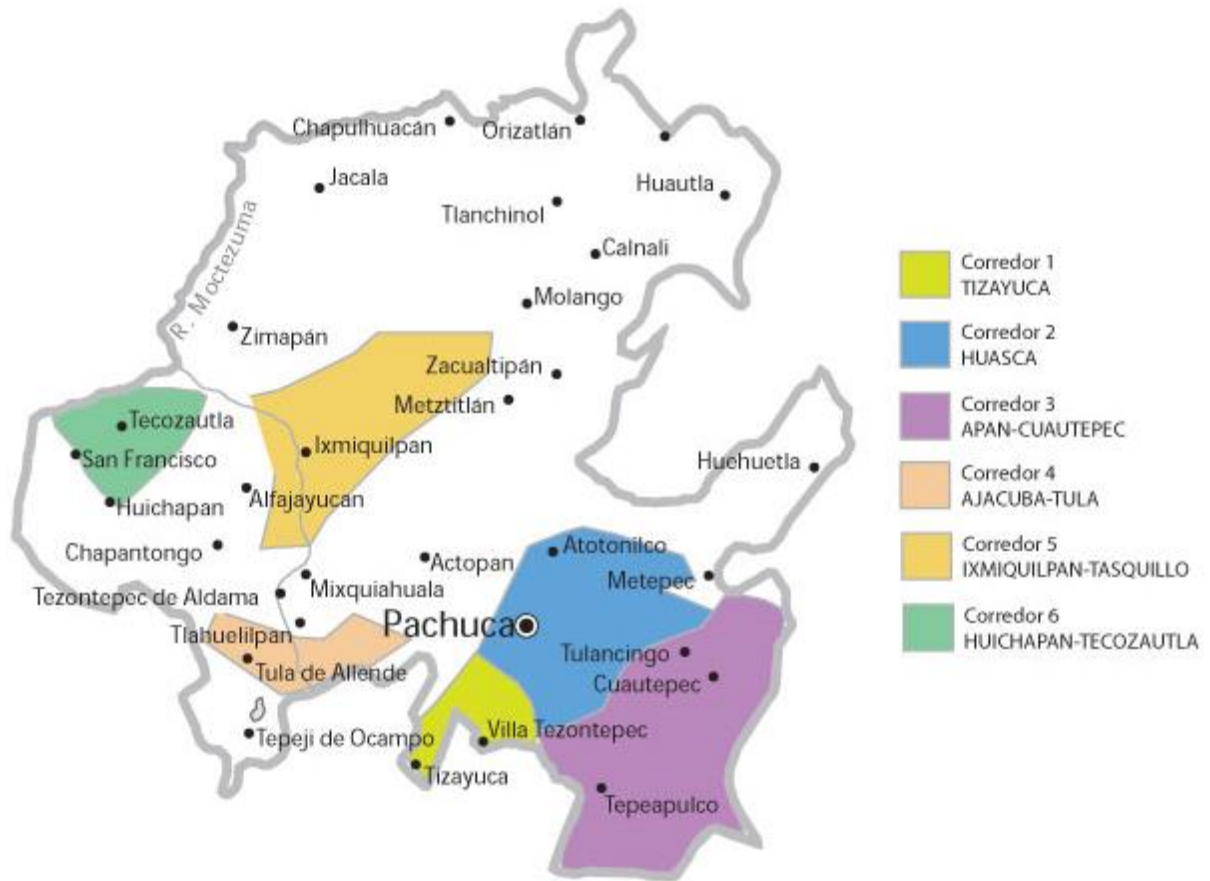 Chapulhuacán
Orizatlán
Jacala
Huautla
Tlanchinol
R. Moctezuma
Calnali
Molango
Zimapán
Zacualtipán
Metztitlán
Tecozautla
Ixmiquilpan
San Francisco
Huehuetla
Alfajayucan
Huichapan
Chapantongo
Atotonilco
Actopan
Metepec
Mixquiahuala
Tezontepec de Aldama
Pachuca
Tlahuelilpan
Tulancingo
Tula de Allende
Cuautepec
Villa Tezontepec
Tepeji de Ocampo
Tizayuca
Tepeapulco
Corredor 1
TIZAYUCA
Corredor 2
HUASCA
Corredor 3
APAN-CUAUTEPEC
Corredor 4
AJACUBA-TULA
Corredor 5
IXMIQUILPAN-TASQUILLO
Corredor 6
HUICHAPAN-TECOZAUTLA